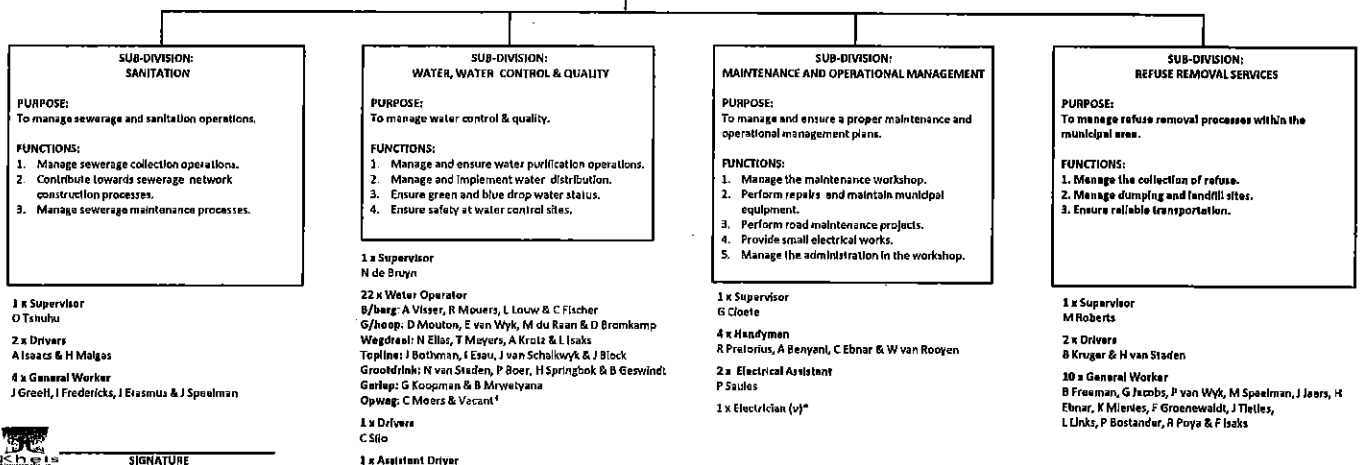 SUB-DIVISION:
SANITATION
PURPOSE:
To manage sewerage and sanitation operations.
FUNCTIONS:
1. Manage sewerage collection operations.
2. Contribute towards sewerage network
construction processes.
3. Manage sewerage maintenance processes.
1 x Supervisor
O Tshuhu
2 x Drivers
A Isaacs & H Malgas
4 x General Worker
J Greeff, I Fredericks, J Erasmus & J Speelman
Kheis
SIGNATURE
SUB-DIVISION:
WATER, WATER CONTROL & QUALITY
PURPOSE:
To manage water control & quality.
FUNCTIONS:
1. Manage and ensure water purification operations.
2. Manage and implement water distribution.
3. Ensure green and blue drop water status.
4. Ensure safety at water control sites.
1 x Supervisor
N de Bruyn
22 x Water Operator
B/berg: A Visser, R Mouers, L Louw & C Fischer
G/hoop: D Mouton, E van Wyk, M du Raan & D Bromkamp
Wegdraai: N Elias, T Meyers, A Krotz & L Isaks
Topline: J Bothman, I Esau, J van Schalkwyk & J Block
Grootdrink: N van Staden, P Boer, H Springbok & B Geswindt
Gariep: G Koopman & B Mrwetyana
Opwag: C Moers & Vacant⁴
1 x Drivers
C Silo
1 x Assistant Driver
SUB-DIVISION:
MAINTENANCE AND OPERATIONAL MANAGEMENT
PURPOSE:
To manage and ensure a proper maintenance and
operational management plans.
FUNCTIONS:
1. Manage the maintenance workshop.
2. Perform repairs and maintain municipal
equipment.
3. Perform road maintenance projects.
4. Provide small electrical works.
5. Manage the administration in the workshop.
1 x Supervisor
G Cloete
4 x Handymen
R Pretorius, A Benyani, C Ebnar & W van Rooyen
2 x Electrical Assistant
P Saules
1 x Electrician (v)*
SUB-DIVISION:
REFUSE REMOVAL SERVICES
PURPOSE:
To manage refuse removal processes within the
municipal area.
FUNCTIONS:
1. Manage the collection of refuse.
2. Manage dumping and landfill sites.
3. Ensure reliable transportation.
1 x Supervisor
M Roberts
2 x Drivers
B Kruger & H van Staden
10 x General Worker
B Freeman, G Jacobs, P van Wyk, M Speelman, J Jaers, H
Ebnar, K Mienies, F Groenewaldt, J Tieties,
L Links, P Bostander, R Poya & F Isaks